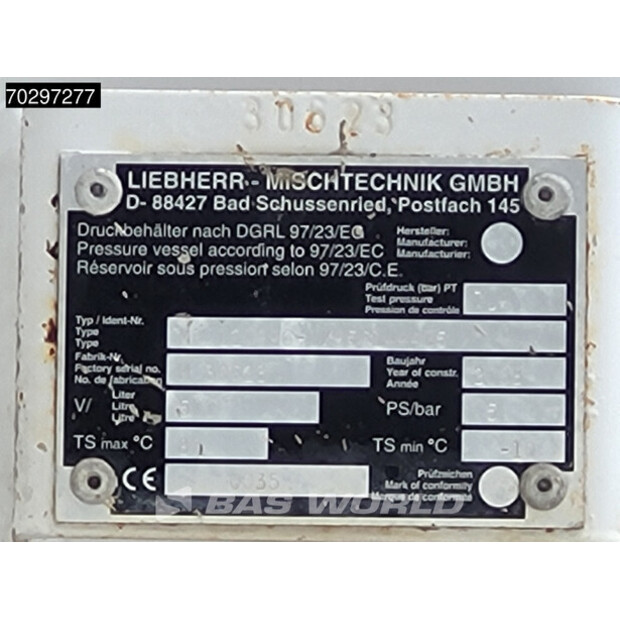 70297277
30623
LIEBHERR - MISCHTECHNIK GMBH
D- 88427 Bad Schussenried, Postfach 145
Druckbehälter nach DGRL 97/23/EG
Pressure vessel according to 97/23/EC
Réservoir sous pression selon 97/23/C.E.
Hersteller:
Manufacturer:
Manufacturier:
Prüfdruck (bar) PT
Test pressure
Pression de contrôle
Typ / Ident-Nr.
Type
Type
Fabrik-Nr.
Factory serial no.
No. de fabrication
Baujahr
Year of constr.
Année
V/ Liter
Litre
Litre
PS/bar
TS max °C
TS min °C
CE 0035
Prüfzeichen
Mark of conformity
Marque de conformité
BAS WORLD